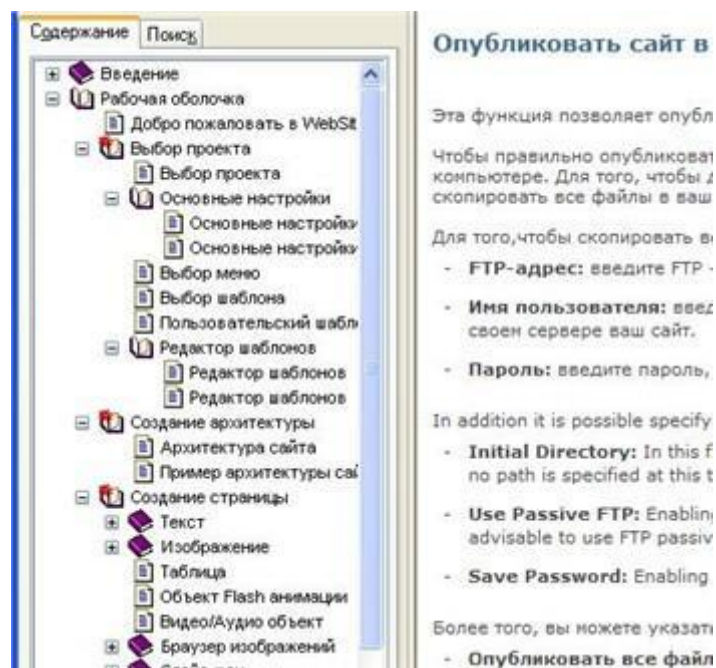 Содержание Поиск
Введение
Рабочая оболочка
Добро пожаловать в WebSit
Выбор проекта
Выбор проекта
Основные настройки
Основные настройки
Основные настройки
Выбор меню
Выбор шаблона
Пользовательский шабл
Редактор шаблонов
Редактор шаблонов
Редактор шаблонов
Создание архитектуры
Архитектура сайта
Пример архитектуры сай
Создание страницы
Текст
Изображение
Таблица
Объект Flash анимации
Видео/Аудио объект
Браузер изображений
Опубликовать сайт в
Эта функция позволяет опубл
Чтобы правильно опубликоват
компьютере. Для того, чтобы д
скопировать все файлы в ваш
Для того,чтобы скопировать в
- FTP-адрес: введите FTP -
- Имя пользователя: введ
своем сервере ваш сайт.
- Пароль: введите пароль,
In addition it is possible specify
- Initial Directory: In this f
no path is specified at this t
- Use Passive FTP: Enabling
advisable to use FTP passiv
- Save Password: Enabling
Более того, вы можете указать
- Опубликовать все файл